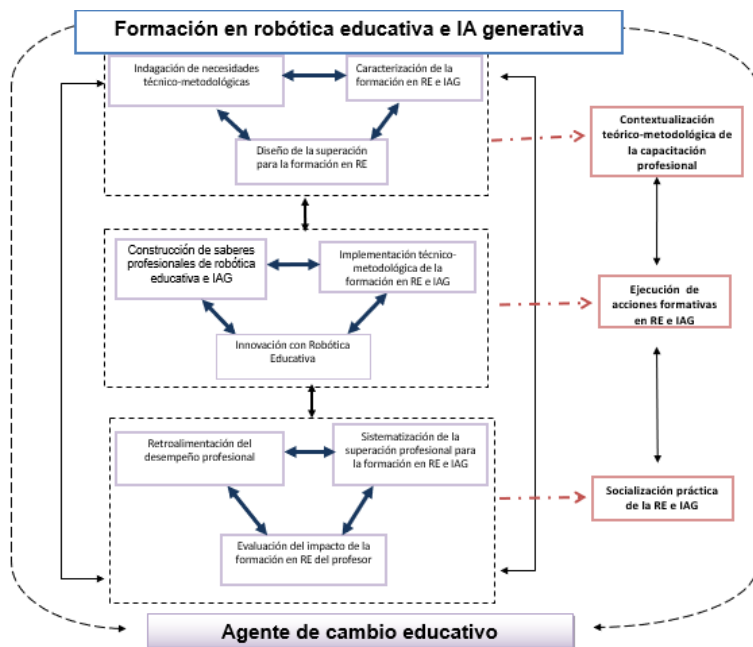 Formación en robótica educativa e IA generativa
Indagación de necesidades
técnico-metodológicas
Caracterización de la
formación en RE e IAG
Diseño de la superación
para la formación en RE
Contextualización
teórico-metodológica de
la capacitación
profesional
Construcción de saberes
profesionales de robótica
educativa e IAG
Implementación técnico-
metodológica de la
formación en RE e IAG
Innovación con Robótica
Educativa
Ejecución de
acciones formativas
en RE e IAG
Retroalimentación del
desempeño profesional
Sistematización de la
superación profesional para
la formación en RE e IAG
Evaluación del impacto de la
formación en RE del profesor
Socialización práctica
de la RE e IAG
Agente de cambio educativo